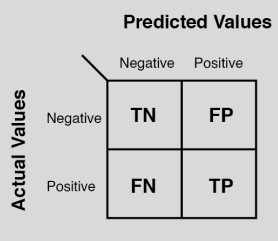 Predicted Values
Negative Positive
Actual Values
Negative TN FP
Positive FN TP